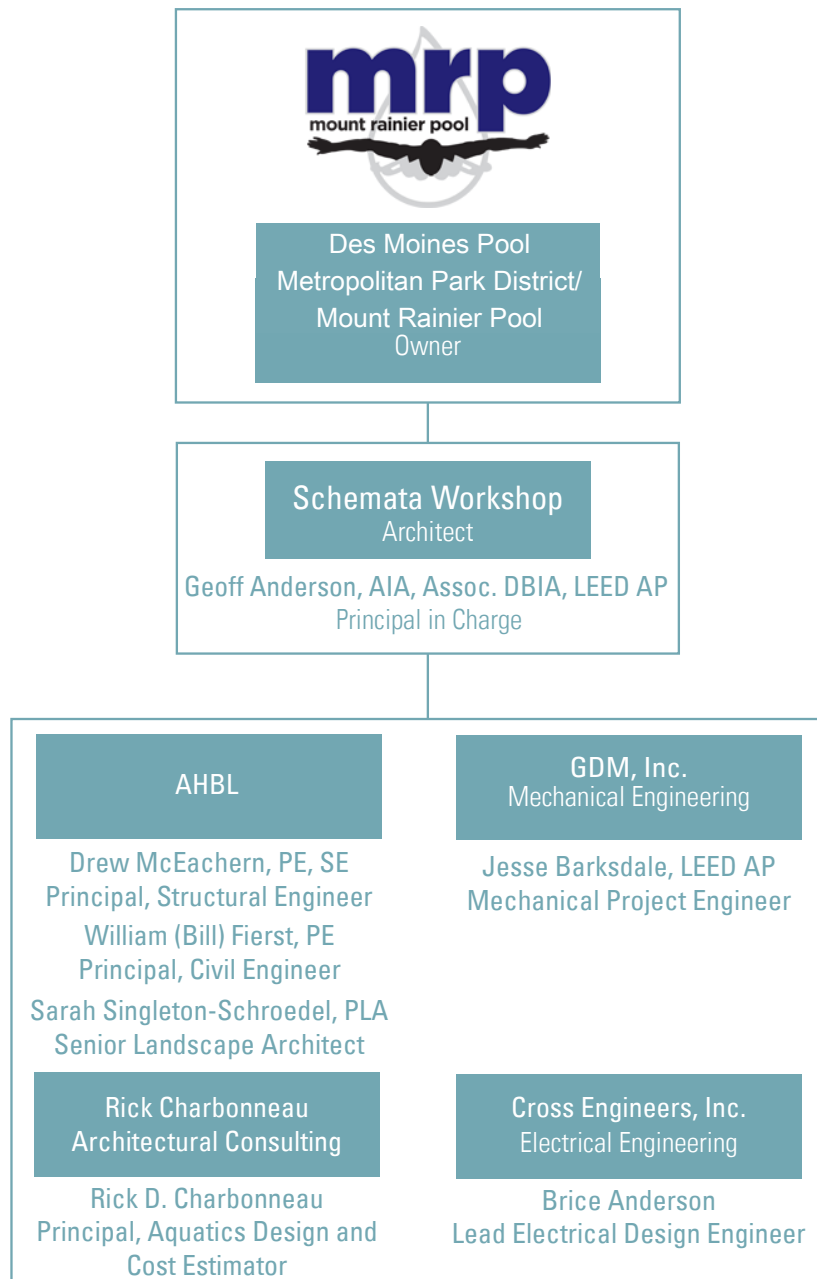 mrp
mount rainier pool
Des Moines Pool
Metropolitan Park District/
Mount Rainier Pool
Owner
Schemata Workshop
Architect
Geoff Anderson, AIA, Assoc. DBIA, LEED AP
Principal in Charge
AHBL
Drew McEachern, PE, SE
Principal, Structural Engineer
William (Bill) Fierst, PE
Principal, Civil Engineer
Sarah Singleton-Schroedel, PLA
Senior Landscape Architect
GDM, Inc.
Mechanical Engineering
Jesse Barksdale, LEED AP
Mechanical Project Engineer
Rick Charbonneau
Architectural Consulting
Rick D. Charbonneau
Principal, Aquatics Design and
Cost Estimator
Cross Engineers, Inc.
Electrical Engineering
Brice Anderson
Lead Electrical Design Engineer